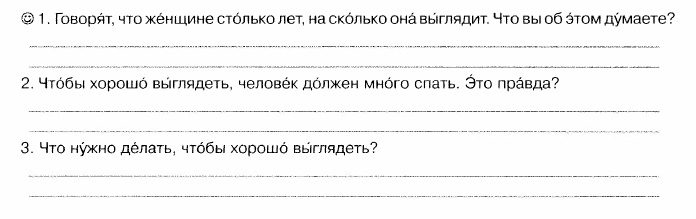 ☺ 1. Говоря́т, что же́нщине сто́лько лет, на ско́лько она́ вы́глядит. Что вы об э́том ду́маете?
2. Что́бы хорошо́ вы́глядеть, челове́к до́лжен мно́го спать. Э́то пра́вда?
3. Что ну́жно де́лать, что́бы хорошо́ вы́глядеть?